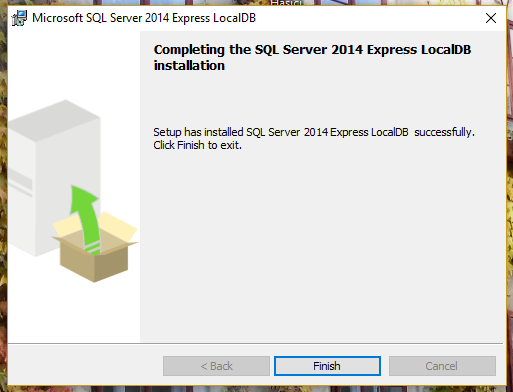 Hasici
Microsoft SQL Server 2014 Express LocalDB
Completing the SQL Server 2014 Express LocalDB
installation
Setup has installed SQL Server 2014 Express LocalDB  successfully.
Click Finish to exit.
< Back
Finish
Cancel